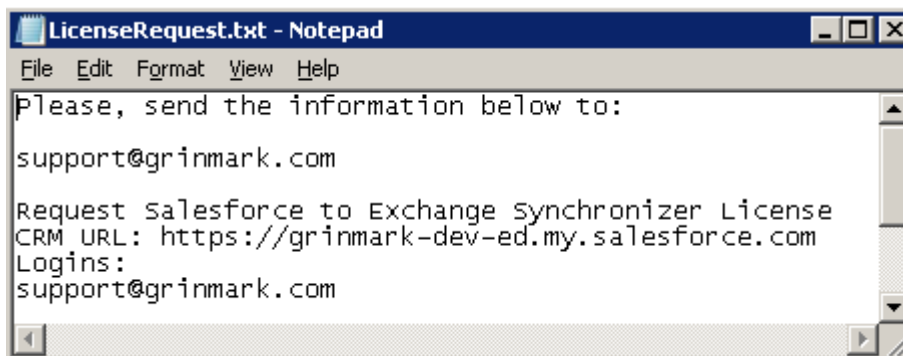 LicenseRequest.txt - Notepad
File Edit Format View Help
Please, send the information below to:
support@grinmark.com
Request Salesforce to Exchange Synchronizer License
CRM URL: https://grinmark-dev-ed.my.salesforce.com
Logins:
support@grinmark.com